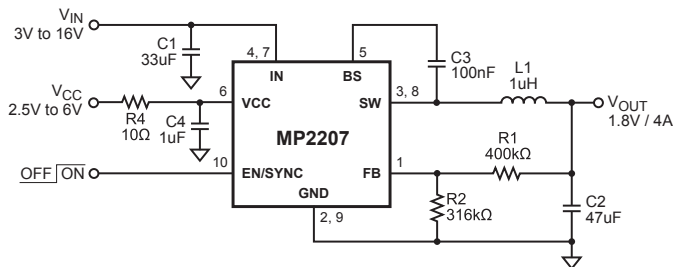 VIN
3V to 16V
C1
33uF
4, 7
IN
5
BS
C3
100nF
L1
1uH
3, 8
SW
VOUT
1.8V / 4A
VCC
2.5V to 6V
R4
10Ω
C4
1uF
6
VCC
MP2207
OFF ON
10
EN/SYNC
1
FB
R1
400kΩ
R2
316kΩ
C2
47uF
GND
2, 9